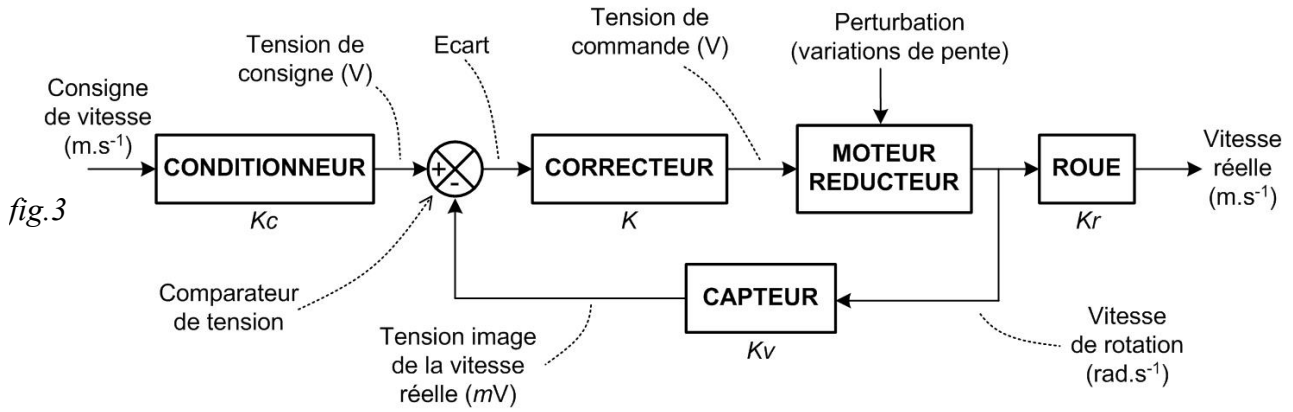 Perturbation
(variations de pente)
Tension de
commande (V)
Tension de
consigne (V)
Ecart
Consigne
de vitesse
(m.s-1)
CONDITIONNEUR
Kc
+
-
CORRECTEUR
K
MOTEUR
REDUCTEUR
ROUE
Kr
Vitesse
réelle
(m.s-1)
fig.3
Comparateur
de tension
Tension image
de la vitesse
réelle (mV)
CAPTEUR
Kv
Vitesse
de rotation
(rad.s-1)